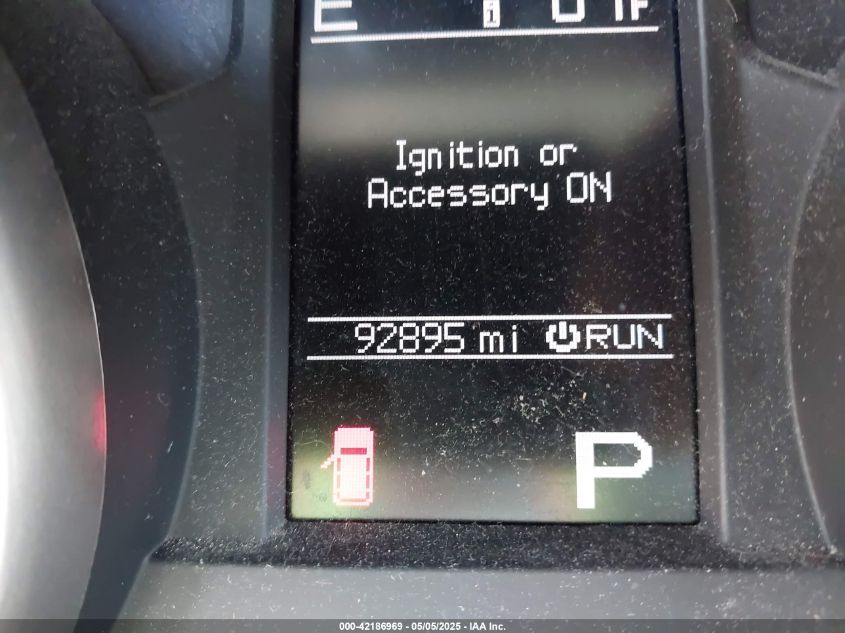 E
Ignition or
Accessory ON
92895 mi RUN
P
000-42186969 - 05/05/2025 - IAA Inc.